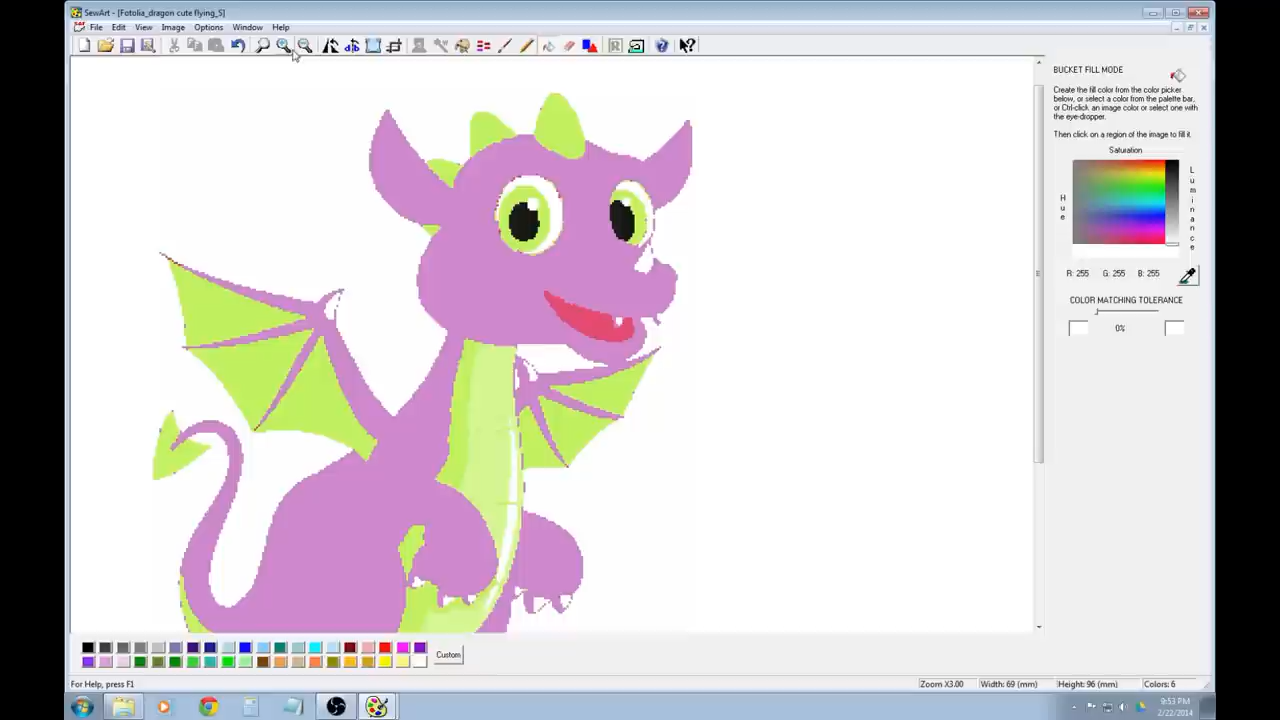 SewArt - [Fotolia_dragon cute flying_S]
File Edit View Image Options Window Help
BUCKET FILL MODE
Create the fill color from the color picker
below, or select a color from the palette bar,
or Ctrl-click an image color or select one with
the eye-dropper.
Then click on a region of the image to fill it.
Saturation
Hue
Luminance
R: 255 G: 255 B: 255
COLOR MATCHING TOLERANCE
0%
Custom
For Help, press F1
Zoom X3.00 Width: 69 (mm) Height: 96 (mm) Colors: 6
9:53 PM
2/22/2014